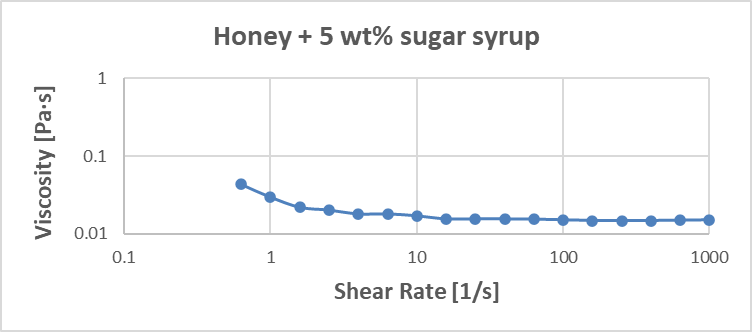 Honey + 5 wt% sugar syrup
1
0.1
0.01
Viscosity [Pa·s]
0.1 1 10 100 1000
Shear Rate [1/s]